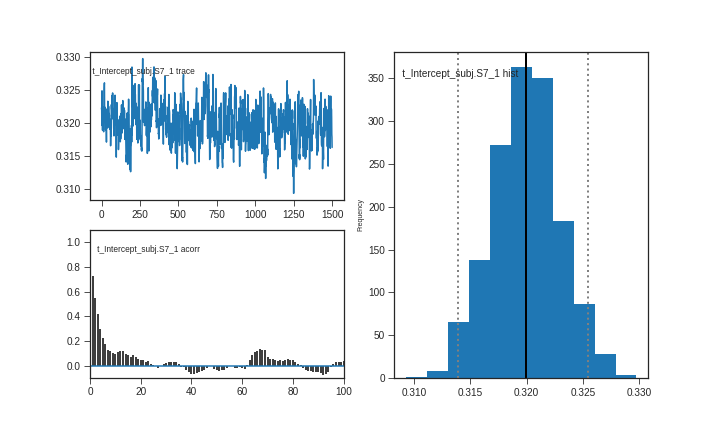 t_Intercept_subj.S7_1 trace
0.330
0.325
0.320
0.315
0.310
0 250 500 750 1000 1250 1500
t_Intercept_subj.S7_1 acorr
1.0
0.8
0.6
0.4
0.2
0.0
0 20 40 60 80 100
t_Intercept_subj.S7_1 hist
Frequency
350
300
250
200
150
100
50
0
0.310 0.315 0.320 0.325 0.330